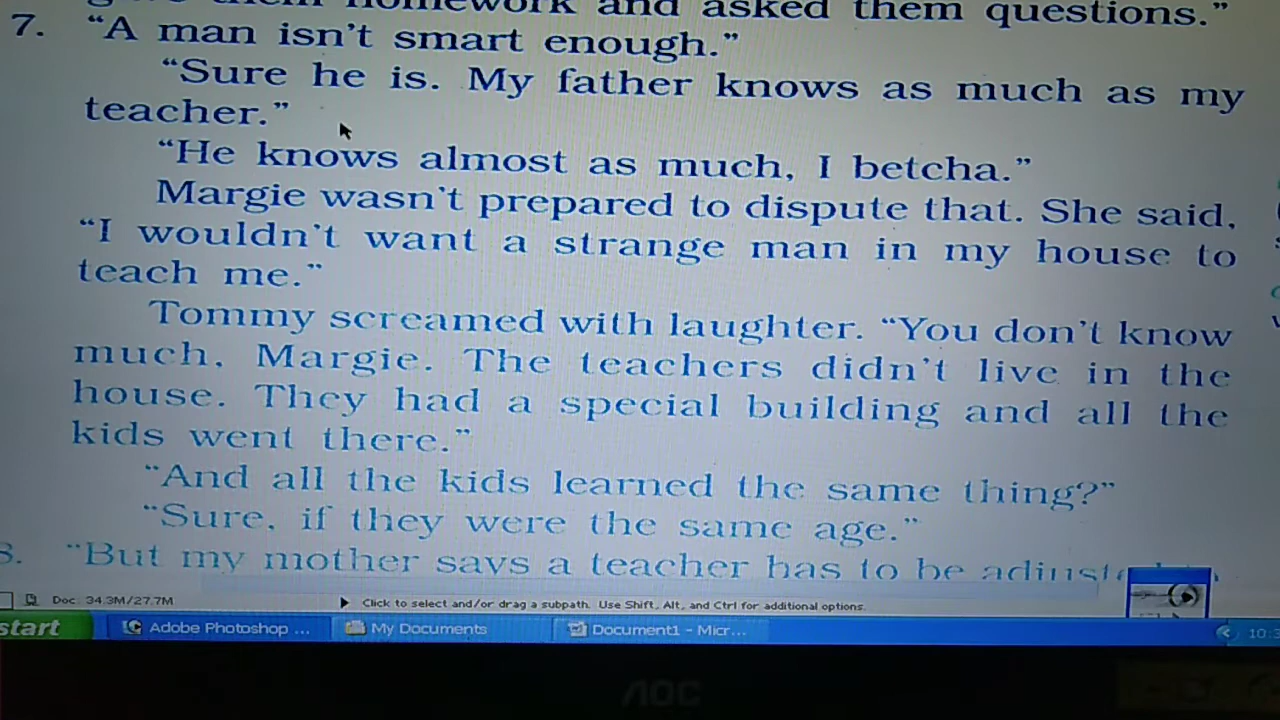 homework and asked them questions.”
7. “A man isn’t smart enough.”
“Sure he is. My father knows as much as my
teacher.”
“He knows almost as much, I betcha.”
Margie wasn’t prepared to dispute that. She said,
“I wouldn’t want a strange man in my house to
teach me.”
Tommy screamed with laughter. “You don’t know
much, Margie. The teachers didn’t live in the
house. They had a special building and all the
kids went there.”
“And all the kids learned the same thing?”
“Sure, if they were the same age.”
“But my mother says a teacher has to be
Doc: 34.3M/27.7M
Click to select and/or drag a subpath. Use Shift, Alt, and Ctrl for additional options.
start Adobe Photoshop ... My Documents Document1 - Micr...
AOC